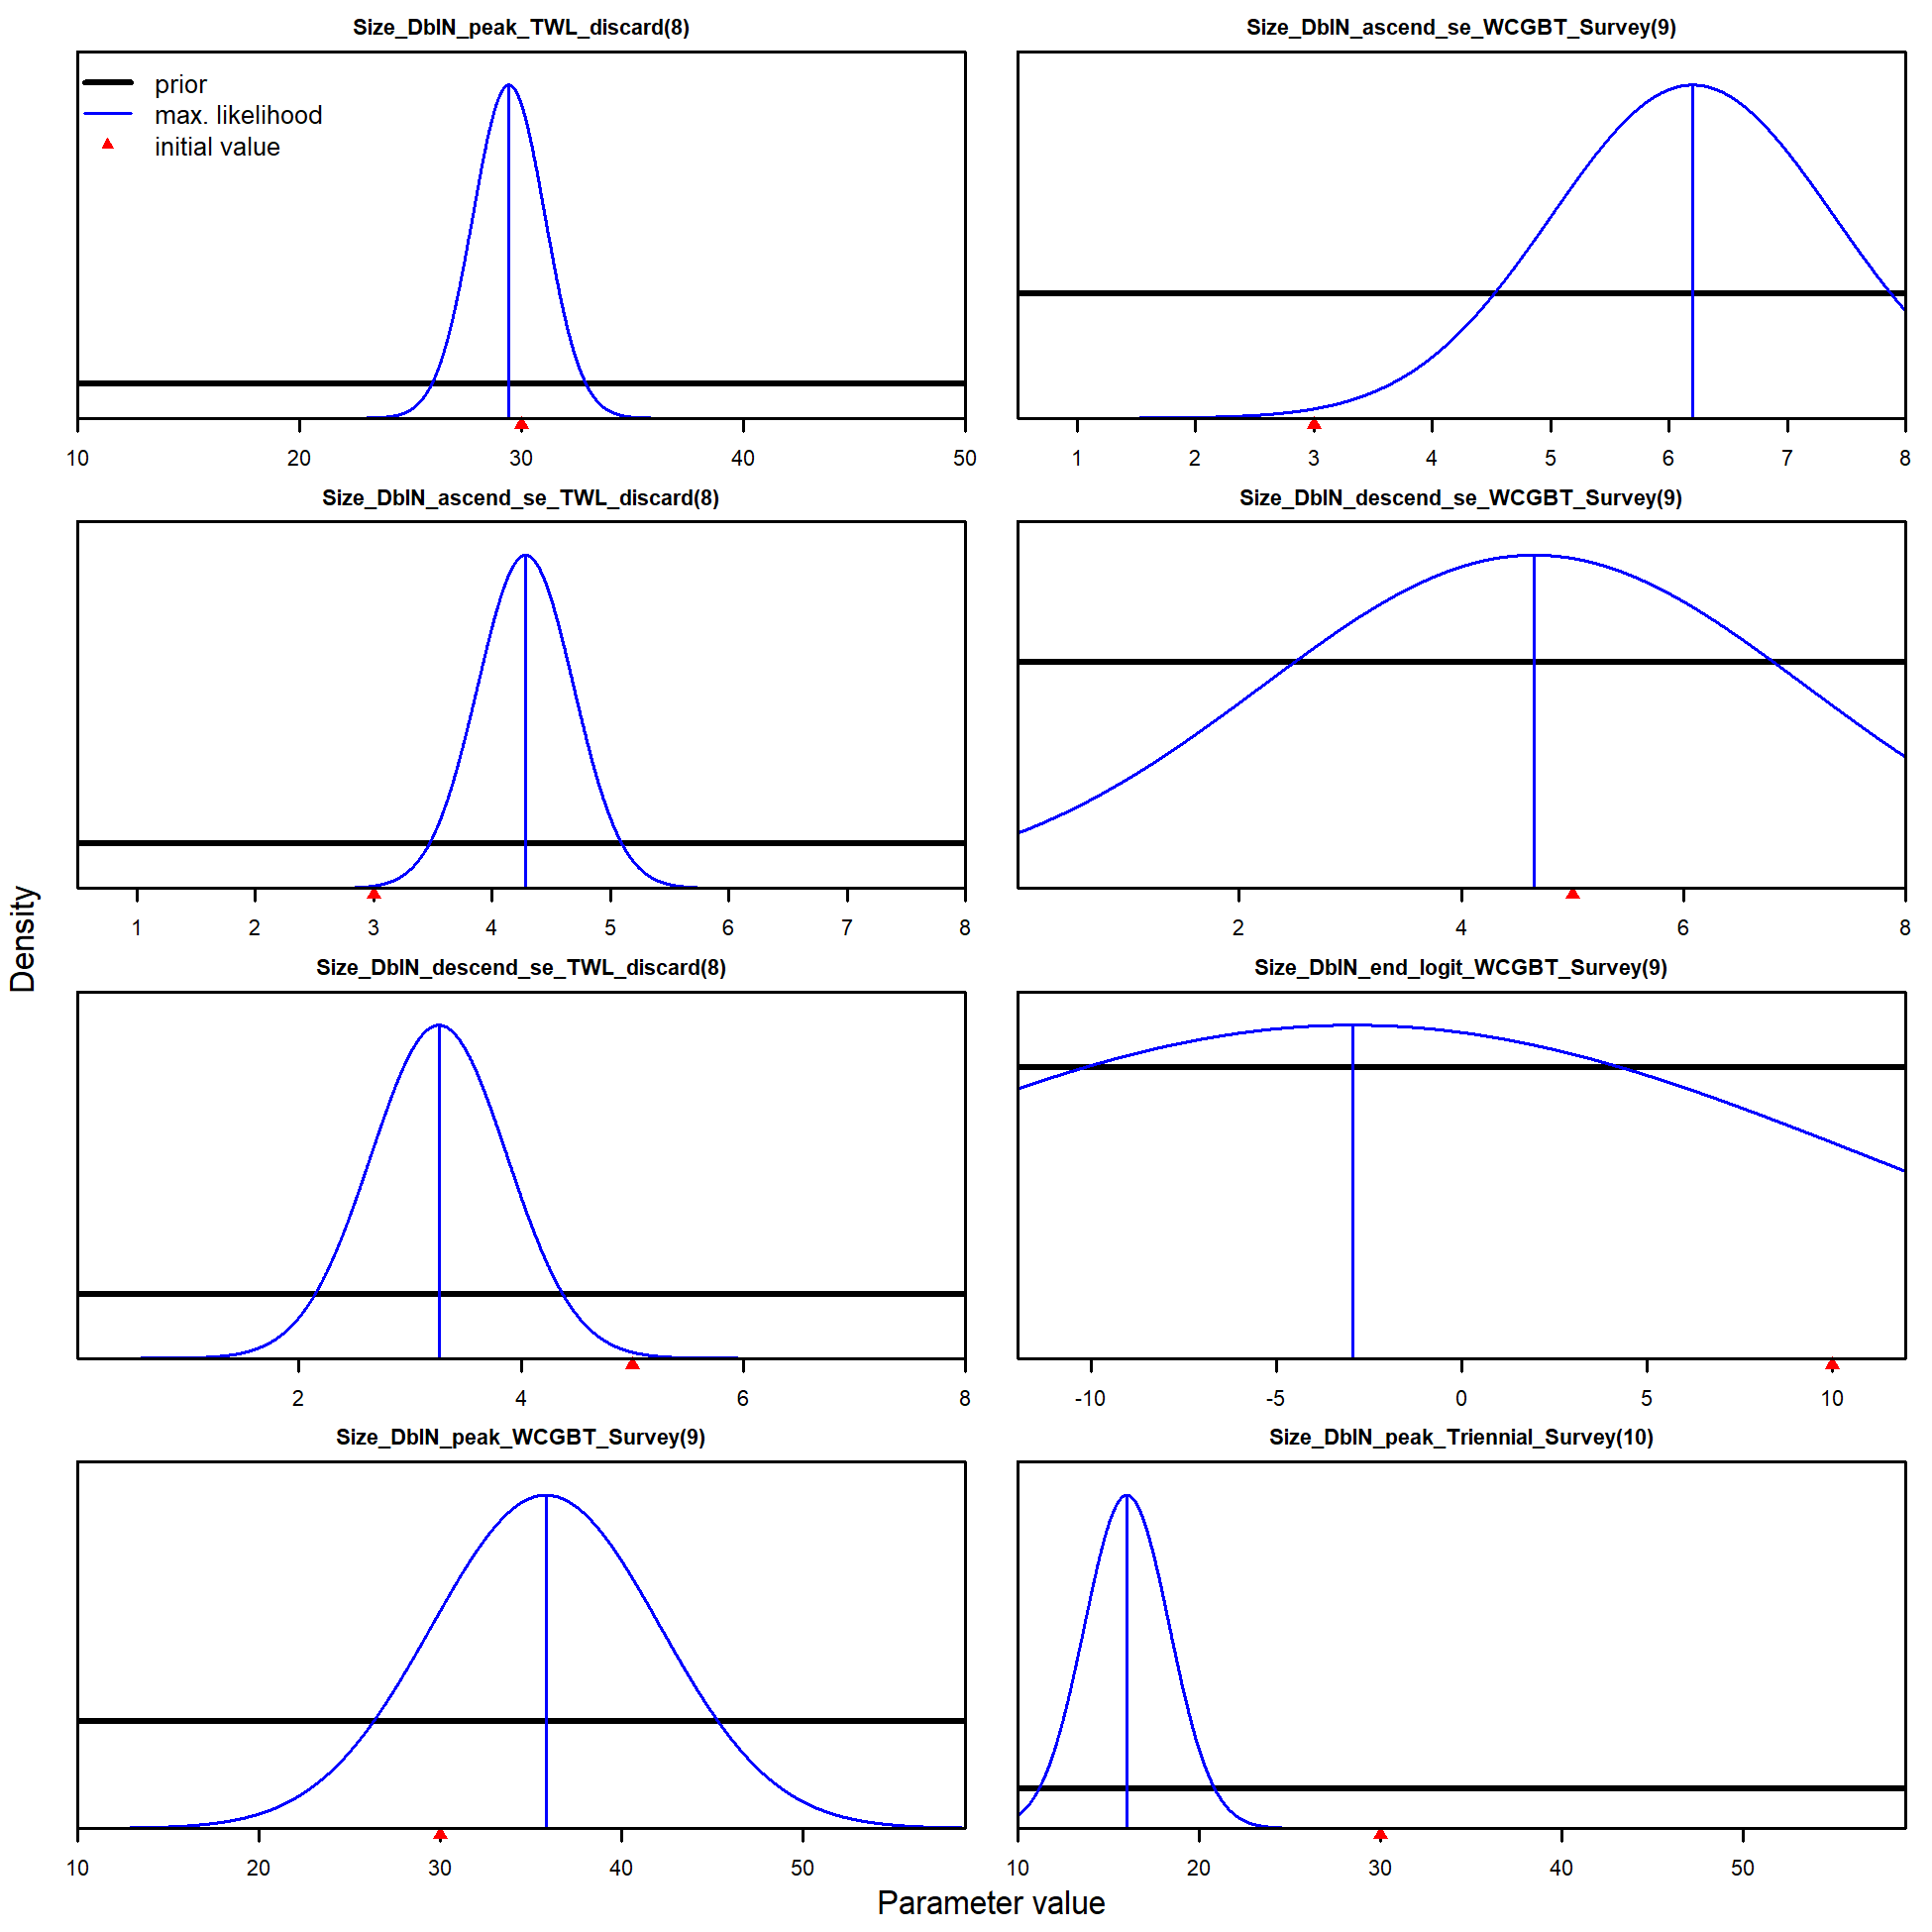 Size_DblN_peak_TWL_discard(8)
prior
max. likelihood
initial value
10 20 30 40 50
Size_DblN_ascend_se_WCGBT_Survey(9)
1 2 3 4 5 6 7 8
Size_DblN_ascend_se_TWL_discard(8)
1 2 3 4 5 6 7 8
Size_DblN_descend_se_WCGBT_Survey(9)
2 4 6 8
Size_DblN_descend_se_TWL_discard(8)
2 4 6 8
Size_DblN_end_logit_WCGBT_Survey(9)
-10 -5 0 5 10
Size_DblN_peak_WCGBT_Survey(9)
10 20 30 40 50
Size_DblN_peak_Triennial_Survey(10)
10 20 30 40 50
Density
Parameter value